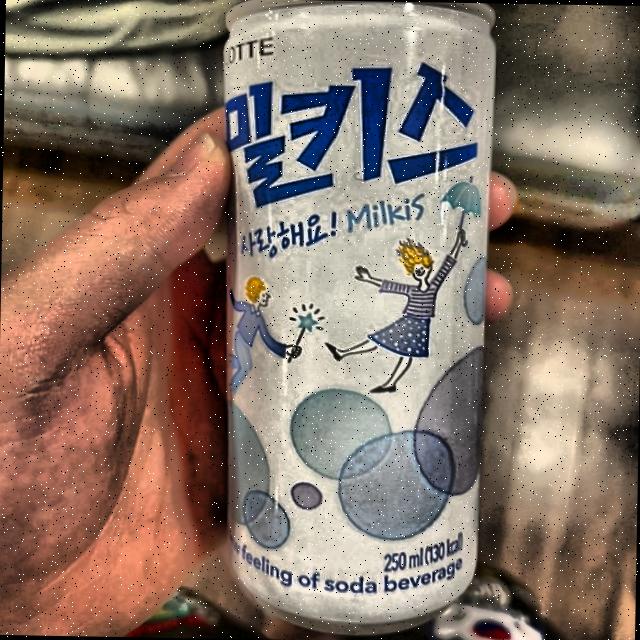 OTTE
밀키스
사랑해요! Milkis
250 ml (130 kcal)
feeling of soda beverage